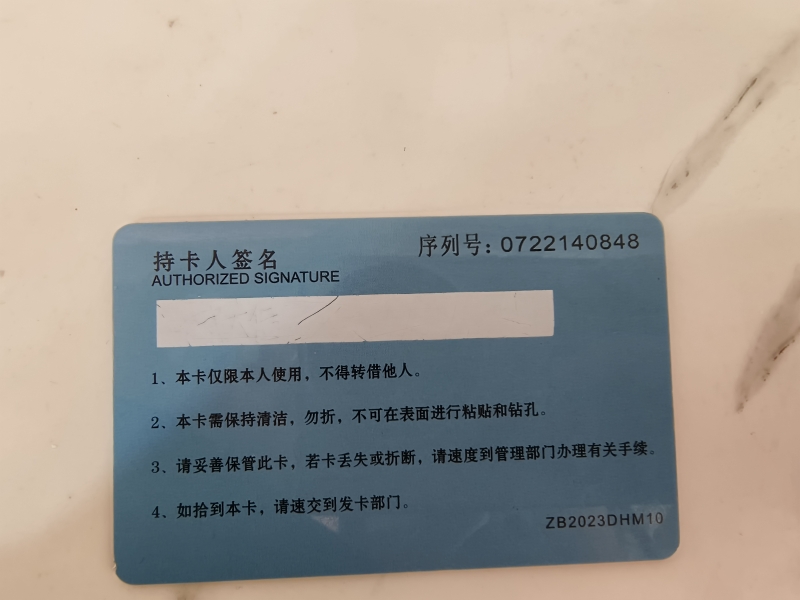 持卡人签名
序列号：0722140848
AUTHORIZED SIGNATURE
1、本卡仅限本人使用，不得转借他人。
2、本卡需保持清洁，勿折，不可在表面进行粘贴和钻孔。
3、请妥善保管此卡，若卡丢失或折断，请速度到管理部门办理有关手续。
4、如拾到本卡，请速交到发卡部门。
ZB2023DHM10